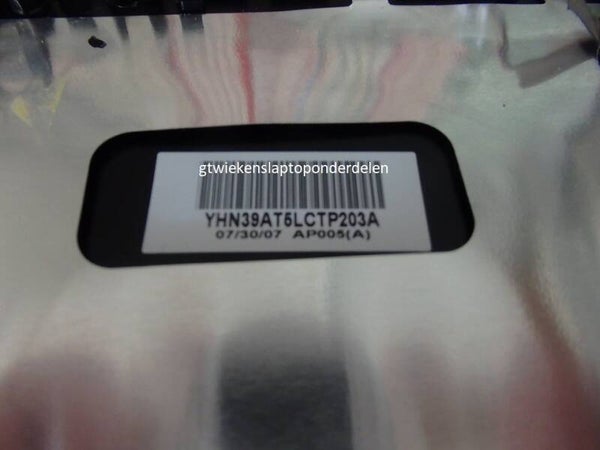 gtwiekenslaptoponderdelen
YHN39AT5LCTP203A
07/30/07 AP005(A)